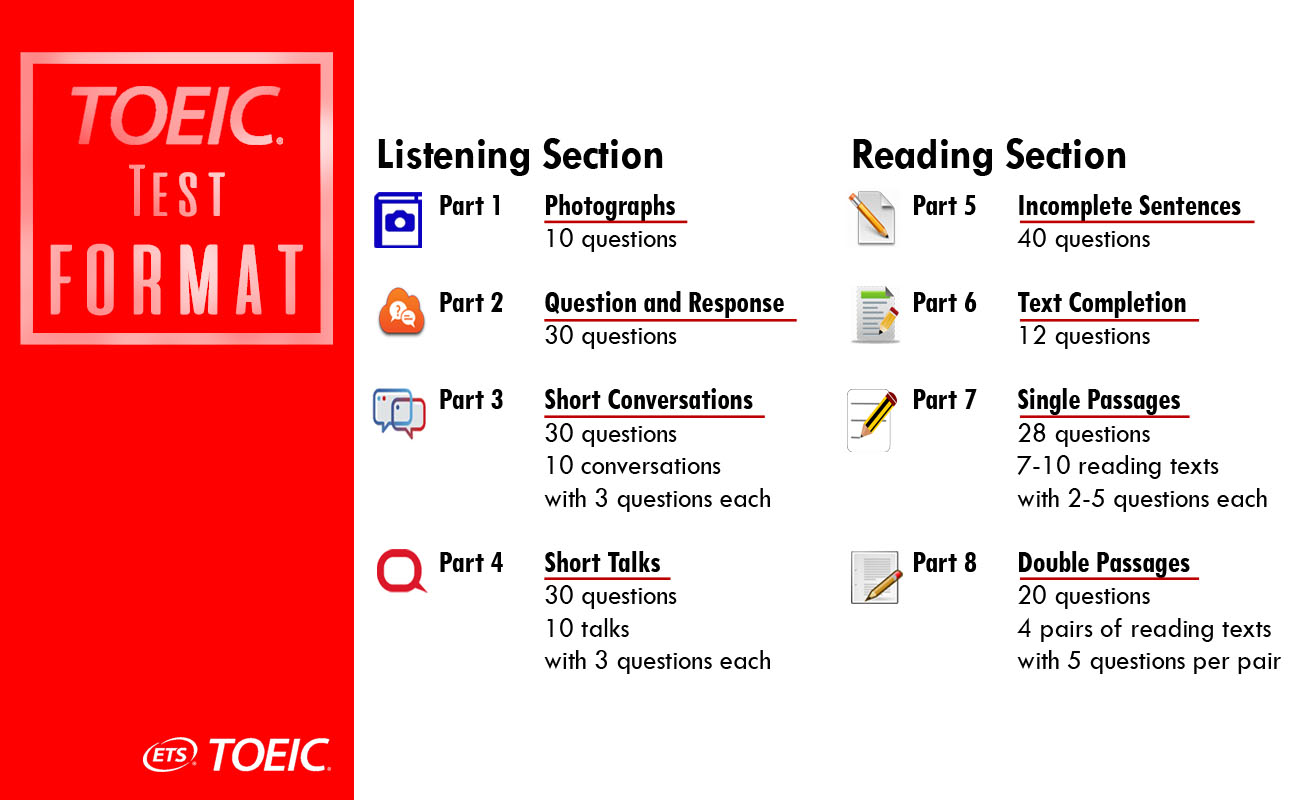 TOEIC.
TEST
FORMAT
Listening Section
Part 1 Photographs
10 questions
Part 2 Question and Response
30 questions
Part 3 Short Conversations
30 questions
10 conversations
with 3 questions each
Part 4 Short Talks
30 questions
10 talks
with 3 questions each
Reading Section
Part 5 Incomplete Sentences
40 questions
Part 6 Text Completion
12 questions
Part 7 Single Passages
28 questions
7-10 reading texts
with 2-5 questions each
Part 8 Double Passages
20 questions
4 pairs of reading texts
with 5 questions per pair
ETS TOEIC.